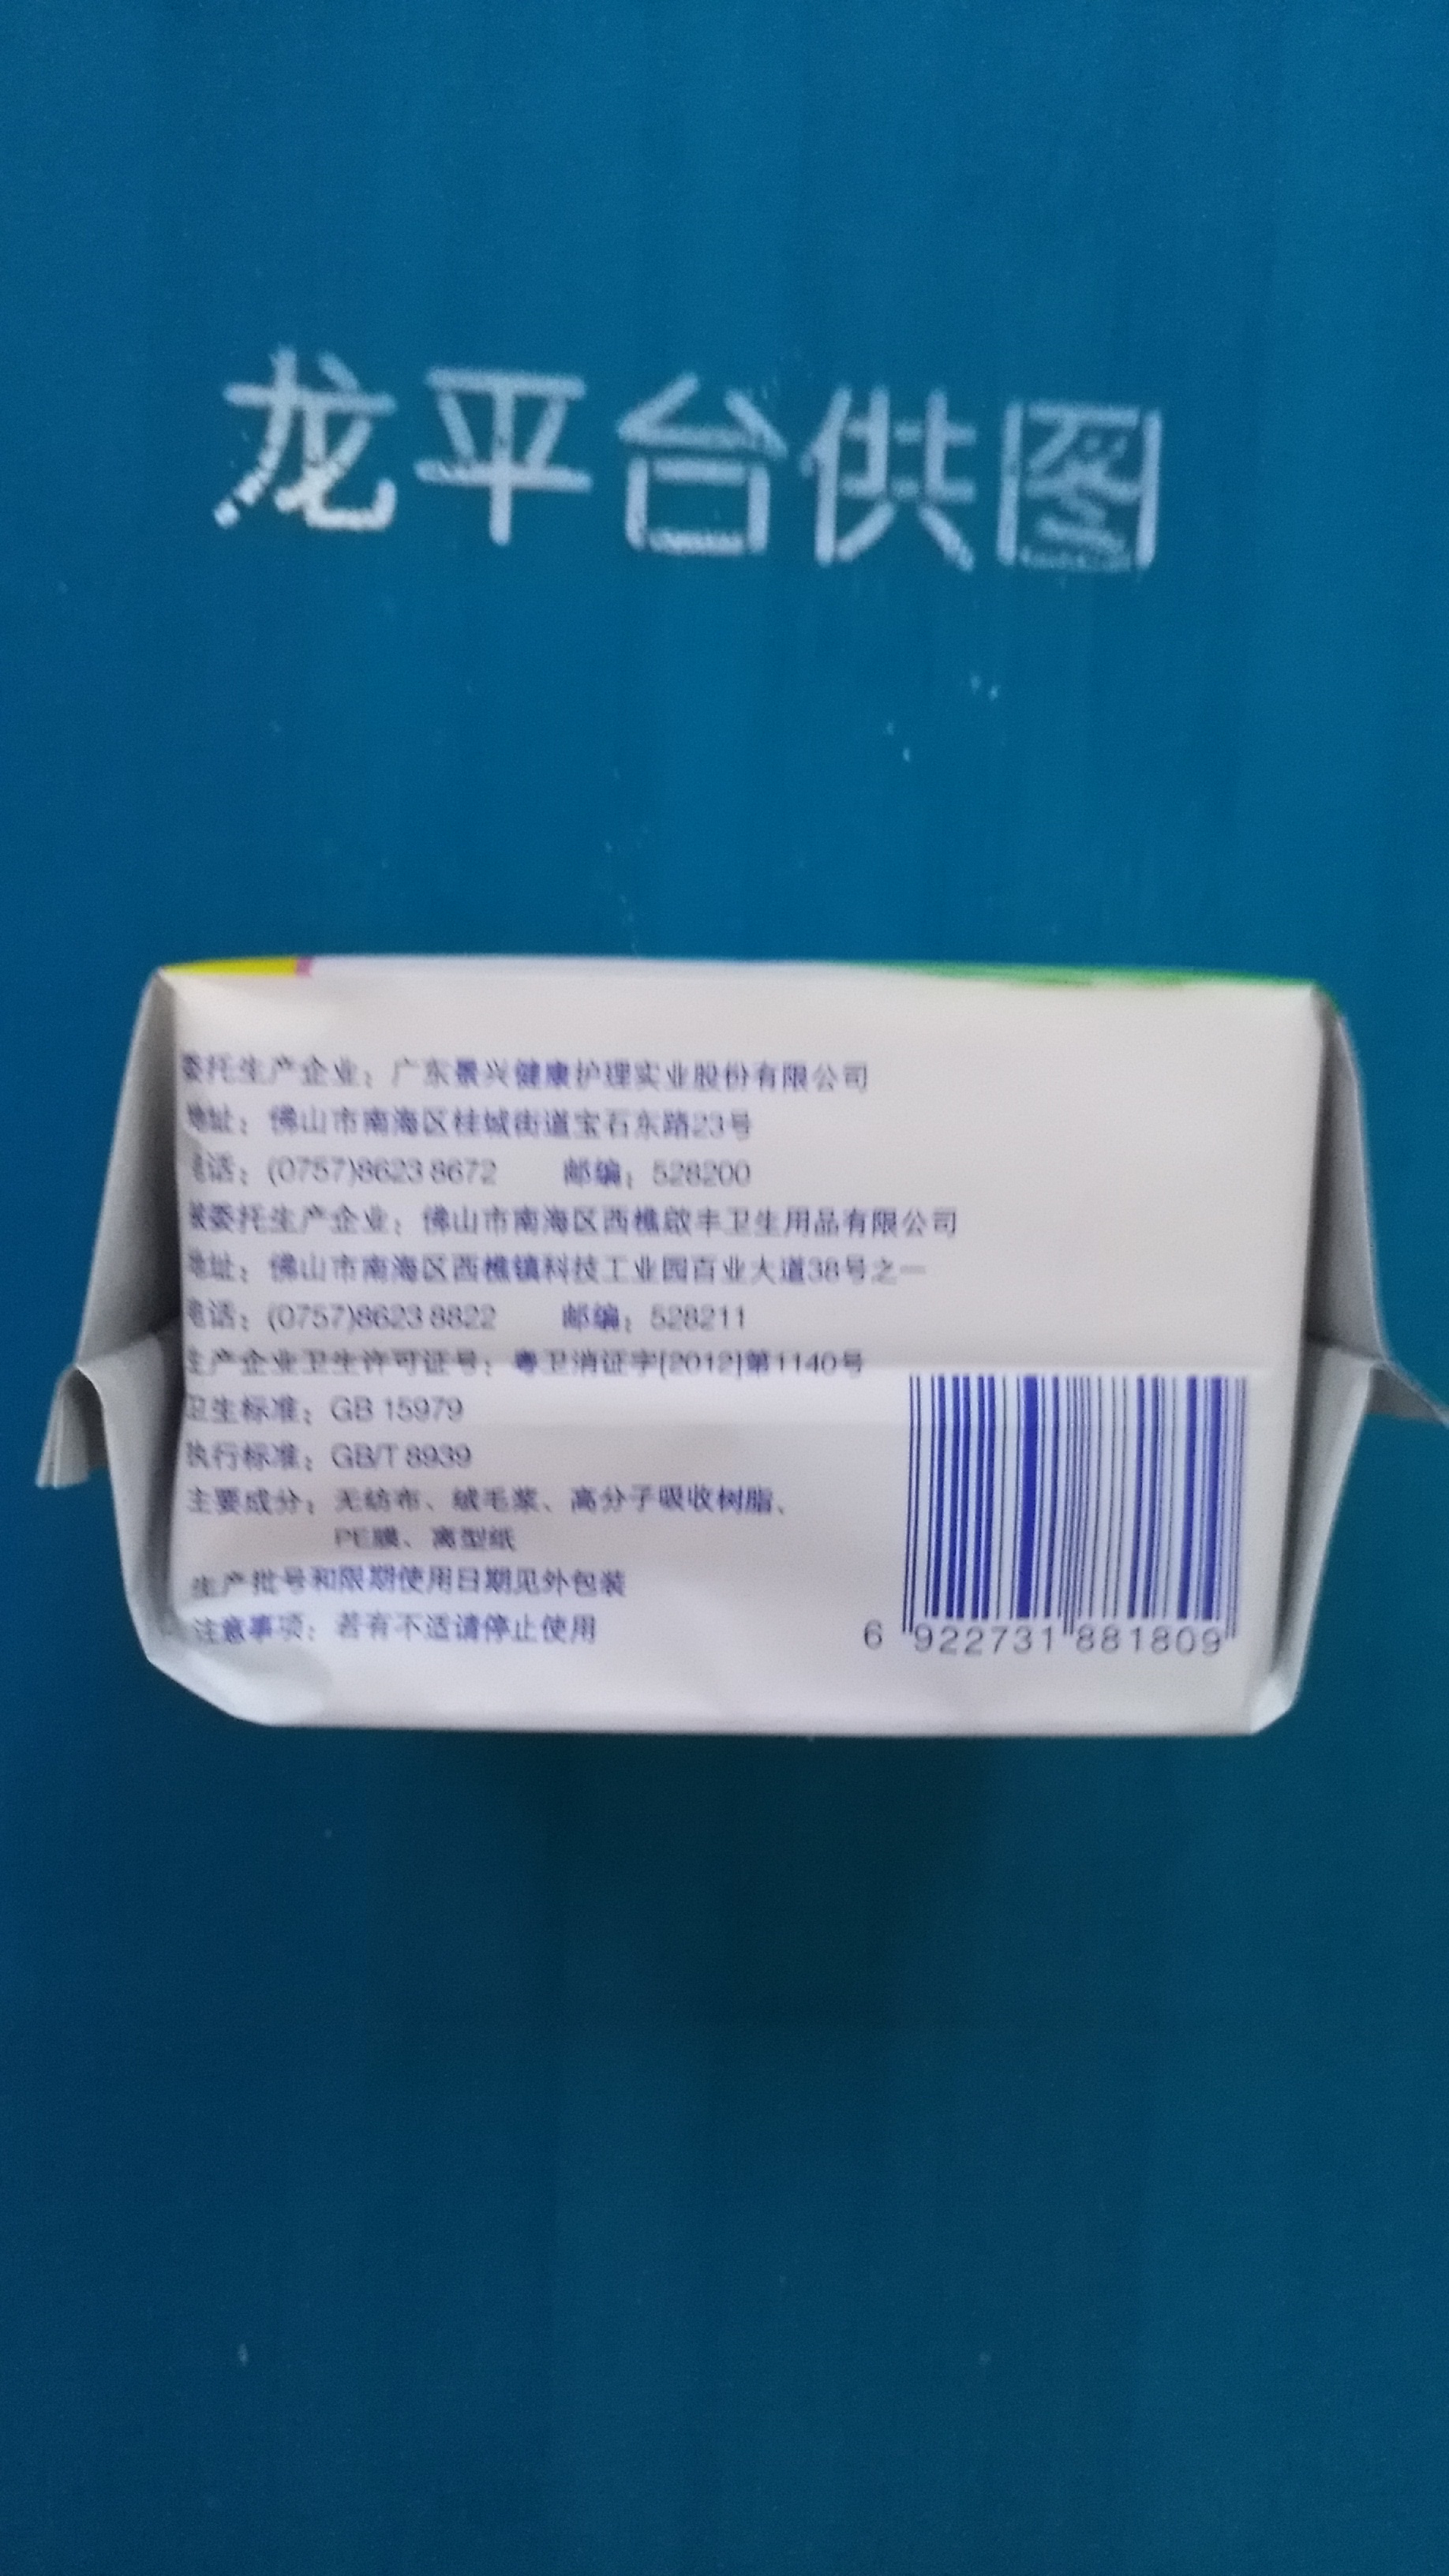 龙平台供图
委托生产企业：广东景兴健康护理实业股份有限公司
地址：佛山市南海区桂城街道宝石东路23号
电话：(0757)8623 8672 邮编：528200
被委托生产企业：佛山市南海区西樵啟丰卫生用品有限公司
地址：佛山市南海区西樵镇科技工业园百业大道38号之一
电话：(0757)8623 8822 邮编：528211
生产企业卫生许可证号：粤卫消证字[2012]第1140号
卫生标准：GB 15979
执行标准：GB/T 8939
主要成分：无纺布、绒毛浆、高分子吸收树脂、
PE膜、离型纸
生产批号和限期使用日期见外包装
注意事项：若有不适请停止使用
6 922731 881809